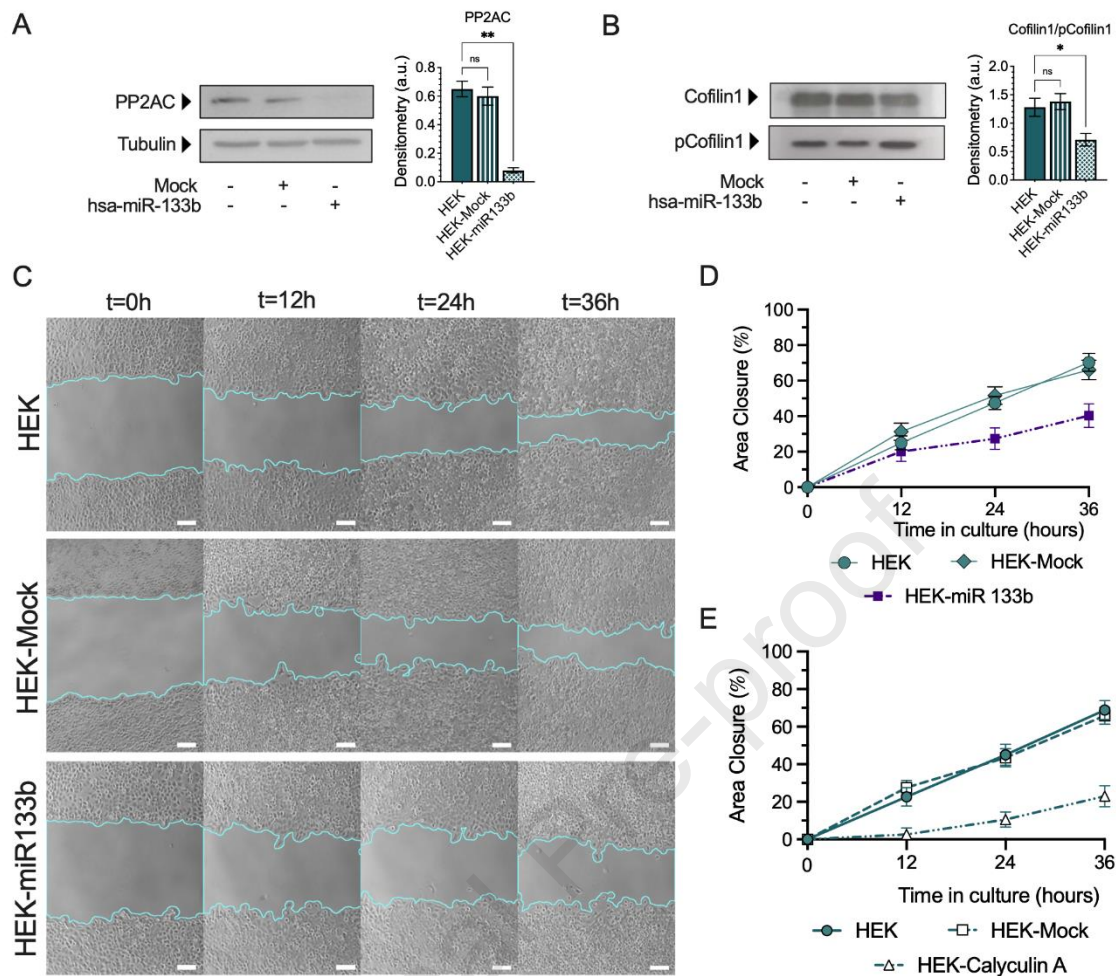 A
PP2AC
Tubulin
Mock - + -
hsa-miR-133b - - +
PP2AC
**
ns
Densitometry (a.u.)
0.6
0.4
0.2
0.0
HEK
HEK-Mock
HEK-miR133b
B
Cofilin1
pCofilin1
Mock - + -
hsa-miR-133b - - +
Cofilin1/pCofilin1
*
ns
Densitometry (a.u.)
2.0
1.5
1.0
0.5
0.0
HEK
HEK-Mock
HEK-miR133b
C
t=0h t=12h t=24h t=36h
HEK
HEK-Mock
HEK-miR133b
D
Area Closure (%)
100
80
60
40
20
0
0 12 24 36
Time in culture (hours)
HEK HEK-Mock
HEK-miR 133b
E
Area Closure (%)
100
80
60
40
20
0
0 12 24 36
Time in culture (hours)
HEK HEK-Mock
HEK-Calyculin A
Pre-proof